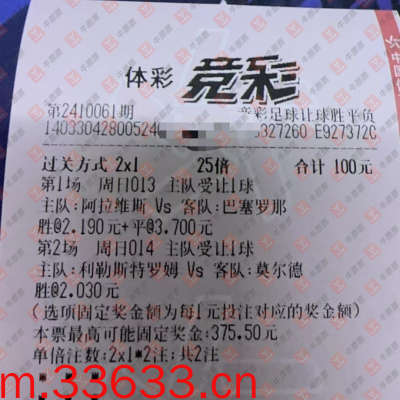 体彩 竞彩
第2410061期 竞彩足球让球胜平负
14033042800524 327260 E927372C
过关方式 2x1 25倍 合计 100元
第1场 周日013 主队受让1球
主队:阿拉维斯 Vs 客队:巴塞罗那
胜@2.190元+平@3.700元
第2场 周日014 主队受让1球
主队:利勒斯特罗姆 Vs 客队:莫尔德
胜@2.030元
(选项固定奖金额为每1元投注对应的奖金额)
本票最高可能固定奖金:375.50元
单倍注数:2x1*2注;共2注
m.33633.cn